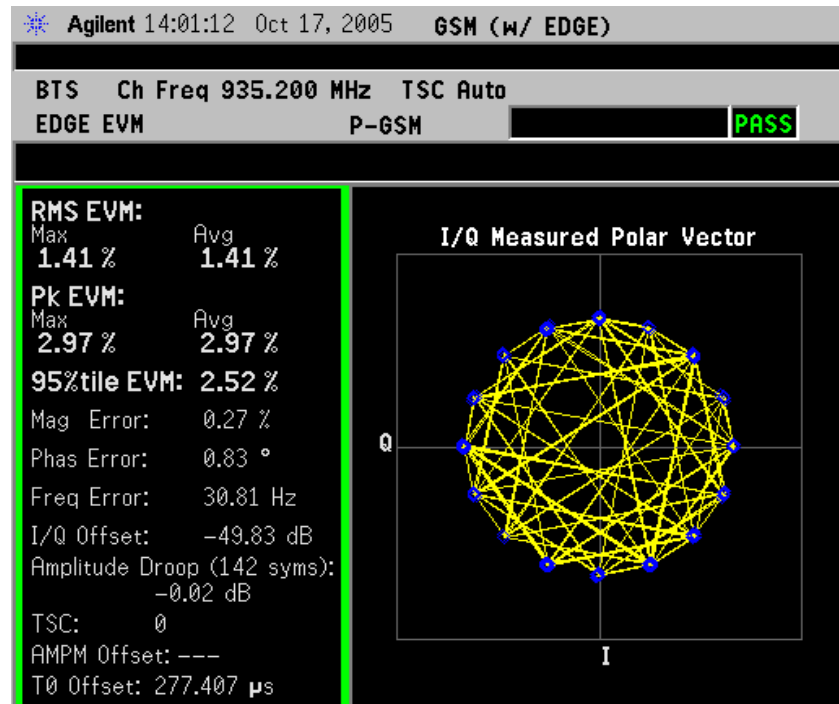 Agilent 14:01:12 Oct 17, 2005 GSM (w/ EDGE)
BTS Ch Freq 935.200 MHz TSC Auto
EDGE EVM P-GSM PASS
RMS EVM:
Max Avg
1.41 % 1.41 %
Pk EVM:
Max Avg
2.97 % 2.97 %
95%tile EVM: 2.52 %
Mag Error: 0.27 %
Phas Error: 0.83 °
Freq Error: 30.81 Hz
I/Q Offset: -49.83 dB
Amplitude Droop (142 syms):
-0.02 dB
TSC: 0
AMPM Offset: ---
T0 Offset: 277.407 µs
I/Q Measured Polar Vector
Q
I